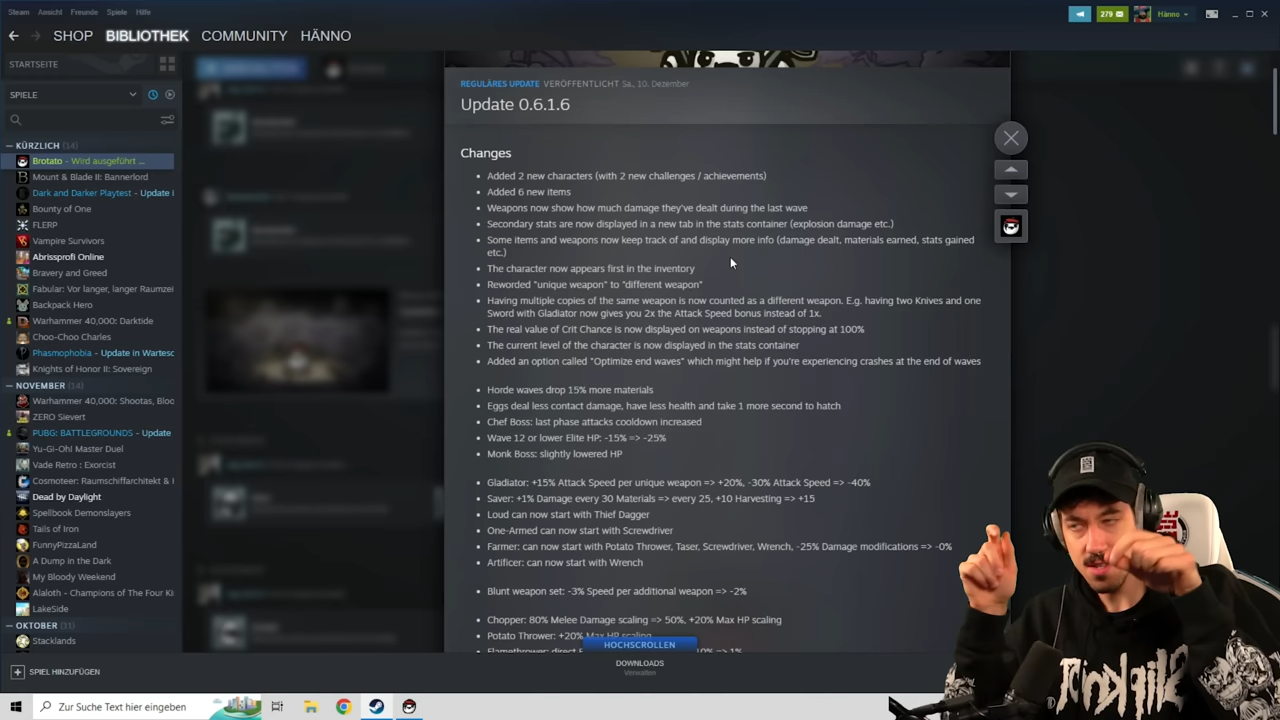 Steam Ansicht Freunde Spiele Hilfe
279 Hänno
SHOP BIBLIOTHEK COMMUNITY HÄNNO
STARTSEITE
SPIELE
KÜRZLICH (14)
Brotato - Wird ausgeführt ...
Mount & Blade II: Bannerlord
Dark and Darker Playtest - Update i
Bounty of One
FLERP
Vampire Survivors
Abrissprofi Online
Bravery and Greed
Fabular: Vor langer, langer Raumzei
Backpack Hero
Warhammer 40,000: Darktide
Choo-Choo Charles
Phasmophobia - Update in Wartesc
Knights of Honor II: Sovereign
NOVEMBER (14)
Warhammer 40,000: Shootas, Bloo
ZERO Sievert
PUBG: BATTLEGROUNDS - Update
Yu-Gi-Oh! Master Duel
Vade Retro : Exorcist
Cosmoteer: Raumschiffarchitekt & K
Dead by Daylight
Spellbook Demonslayers
Tails of Iron
FunnyPizzaLand
A Dump in the Dark
My Bloody Weekend
Alaloth - Champions of The Four Ki
LakeSide
OKTOBER (11)
Stacklands
SPIEL HINZUFÜGEN
REGULÄRES UPDATE VERÖFFENTLICHT Sa., 10. Dezember
Update 0.6.1.6
Changes
Added 2 new characters (with 2 new challenges / achievements)
Added 6 new items
Weapons now show how much damage they've dealt during the last wave
Secondary stats are now displayed in a new tab in the stats container (explosion damage etc.)
Some items and weapons now keep track of and display more info (damage dealt, materials earned, stats gained
etc.)
The character now appears first in the inventory
Reworded "unique weapon" to "different weapon"
Having multiple copies of the same weapon is now counted as a different weapon. E.g. having two Knives and one
Sword with Gladiator now gives you 2x the Attack Speed bonus instead of 1x.
The real value of Crit Chance is now displayed on weapons instead of stopping at 100%
The current level of the character is now displayed in the stats container
Added an option called "Optimize end waves" which might help if you're experiencing crashes at the end of waves
Horde waves drop 15% more materials
Eggs deal less contact damage, have less health and take 1 more second to hatch
Chef Boss: last phase attacks cooldown increased
Wave 12 or lower Elite HP: -15% => -25%
Monk Boss: slightly lowered HP
Gladiator: +15% Attack Speed per unique weapon => +20%, -30% Attack Speed => -40%
Saver: +1% Damage every 30 Materials => every 25, +10 Harvesting => +15
Loud can now start with Thief Dagger
One-Armed can now start with Screwdriver
Farmer: can now start with Potato Thrower, Taser, Screwdriver, Wrench, -25% Damage modifications => -0%
Artificer: can now start with Wrench
Blunt weapon set: -3% Speed per additional weapon => -2%
Chopper: 80% Melee Damage scaling => 50%, +20% Max HP scaling
Potato Thrower: +20% Max HP scaling
HOCHSCROLLEN
DOWNLOADS
Verwalten
Zur Suche Text hier eingeben